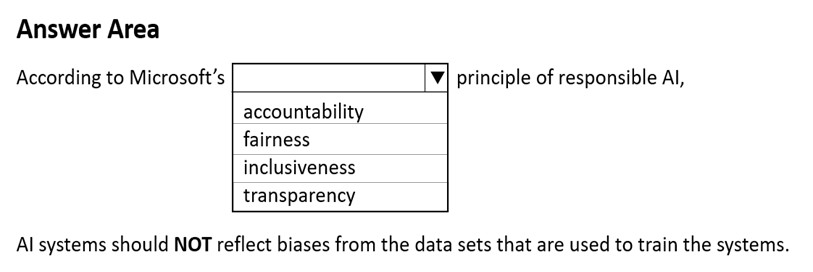 Answer Area
According to Microsoft's ▼ principle of responsible AI,
accountability
fairness
inclusiveness
transparency
AI systems should NOT reflect biases from the data sets that are used to train the systems.